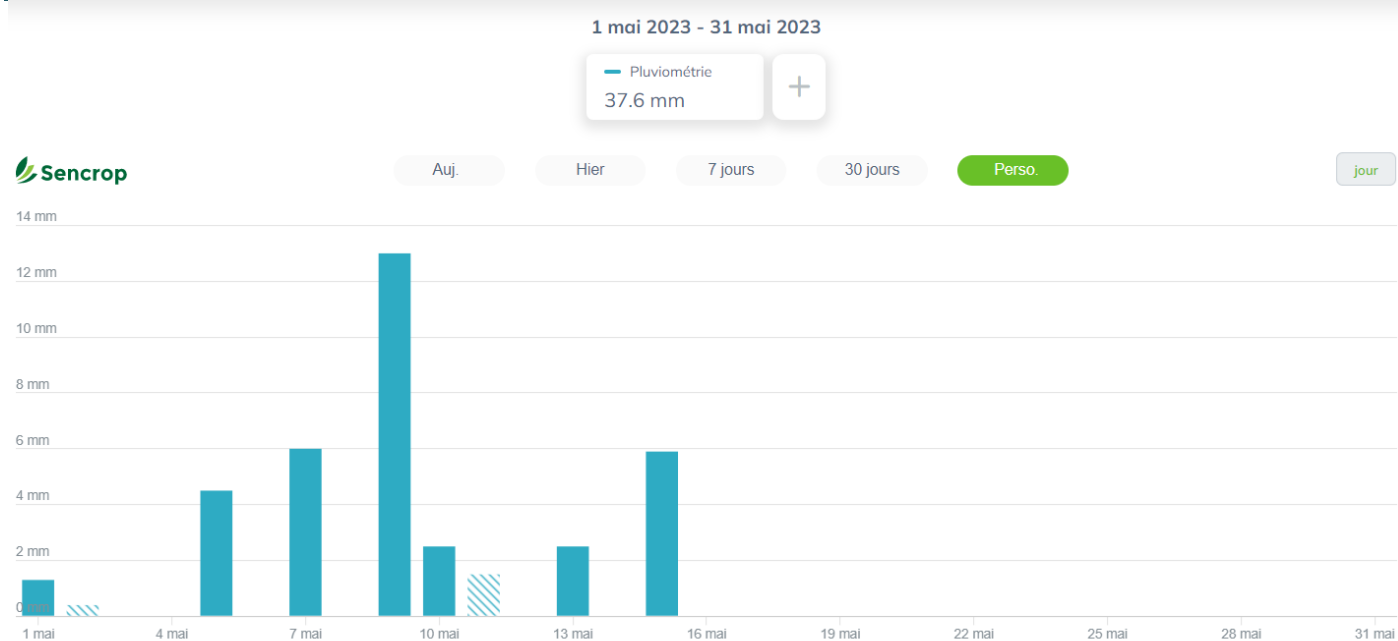 1 mai 2023 - 31 mai 2023
Pluviométrie
37.6 mm
Sencrop
Auj.
Hier
7 jours
30 jours
Perso.
jour
14 mm
12 mm
10 mm
8 mm
6 mm
4 mm
2 mm
0 mm
1 mai
4 mai
7 mai
10 mai
13 mai
16 mai
19 mai
22 mai
25 mai
28 mai
31 mai